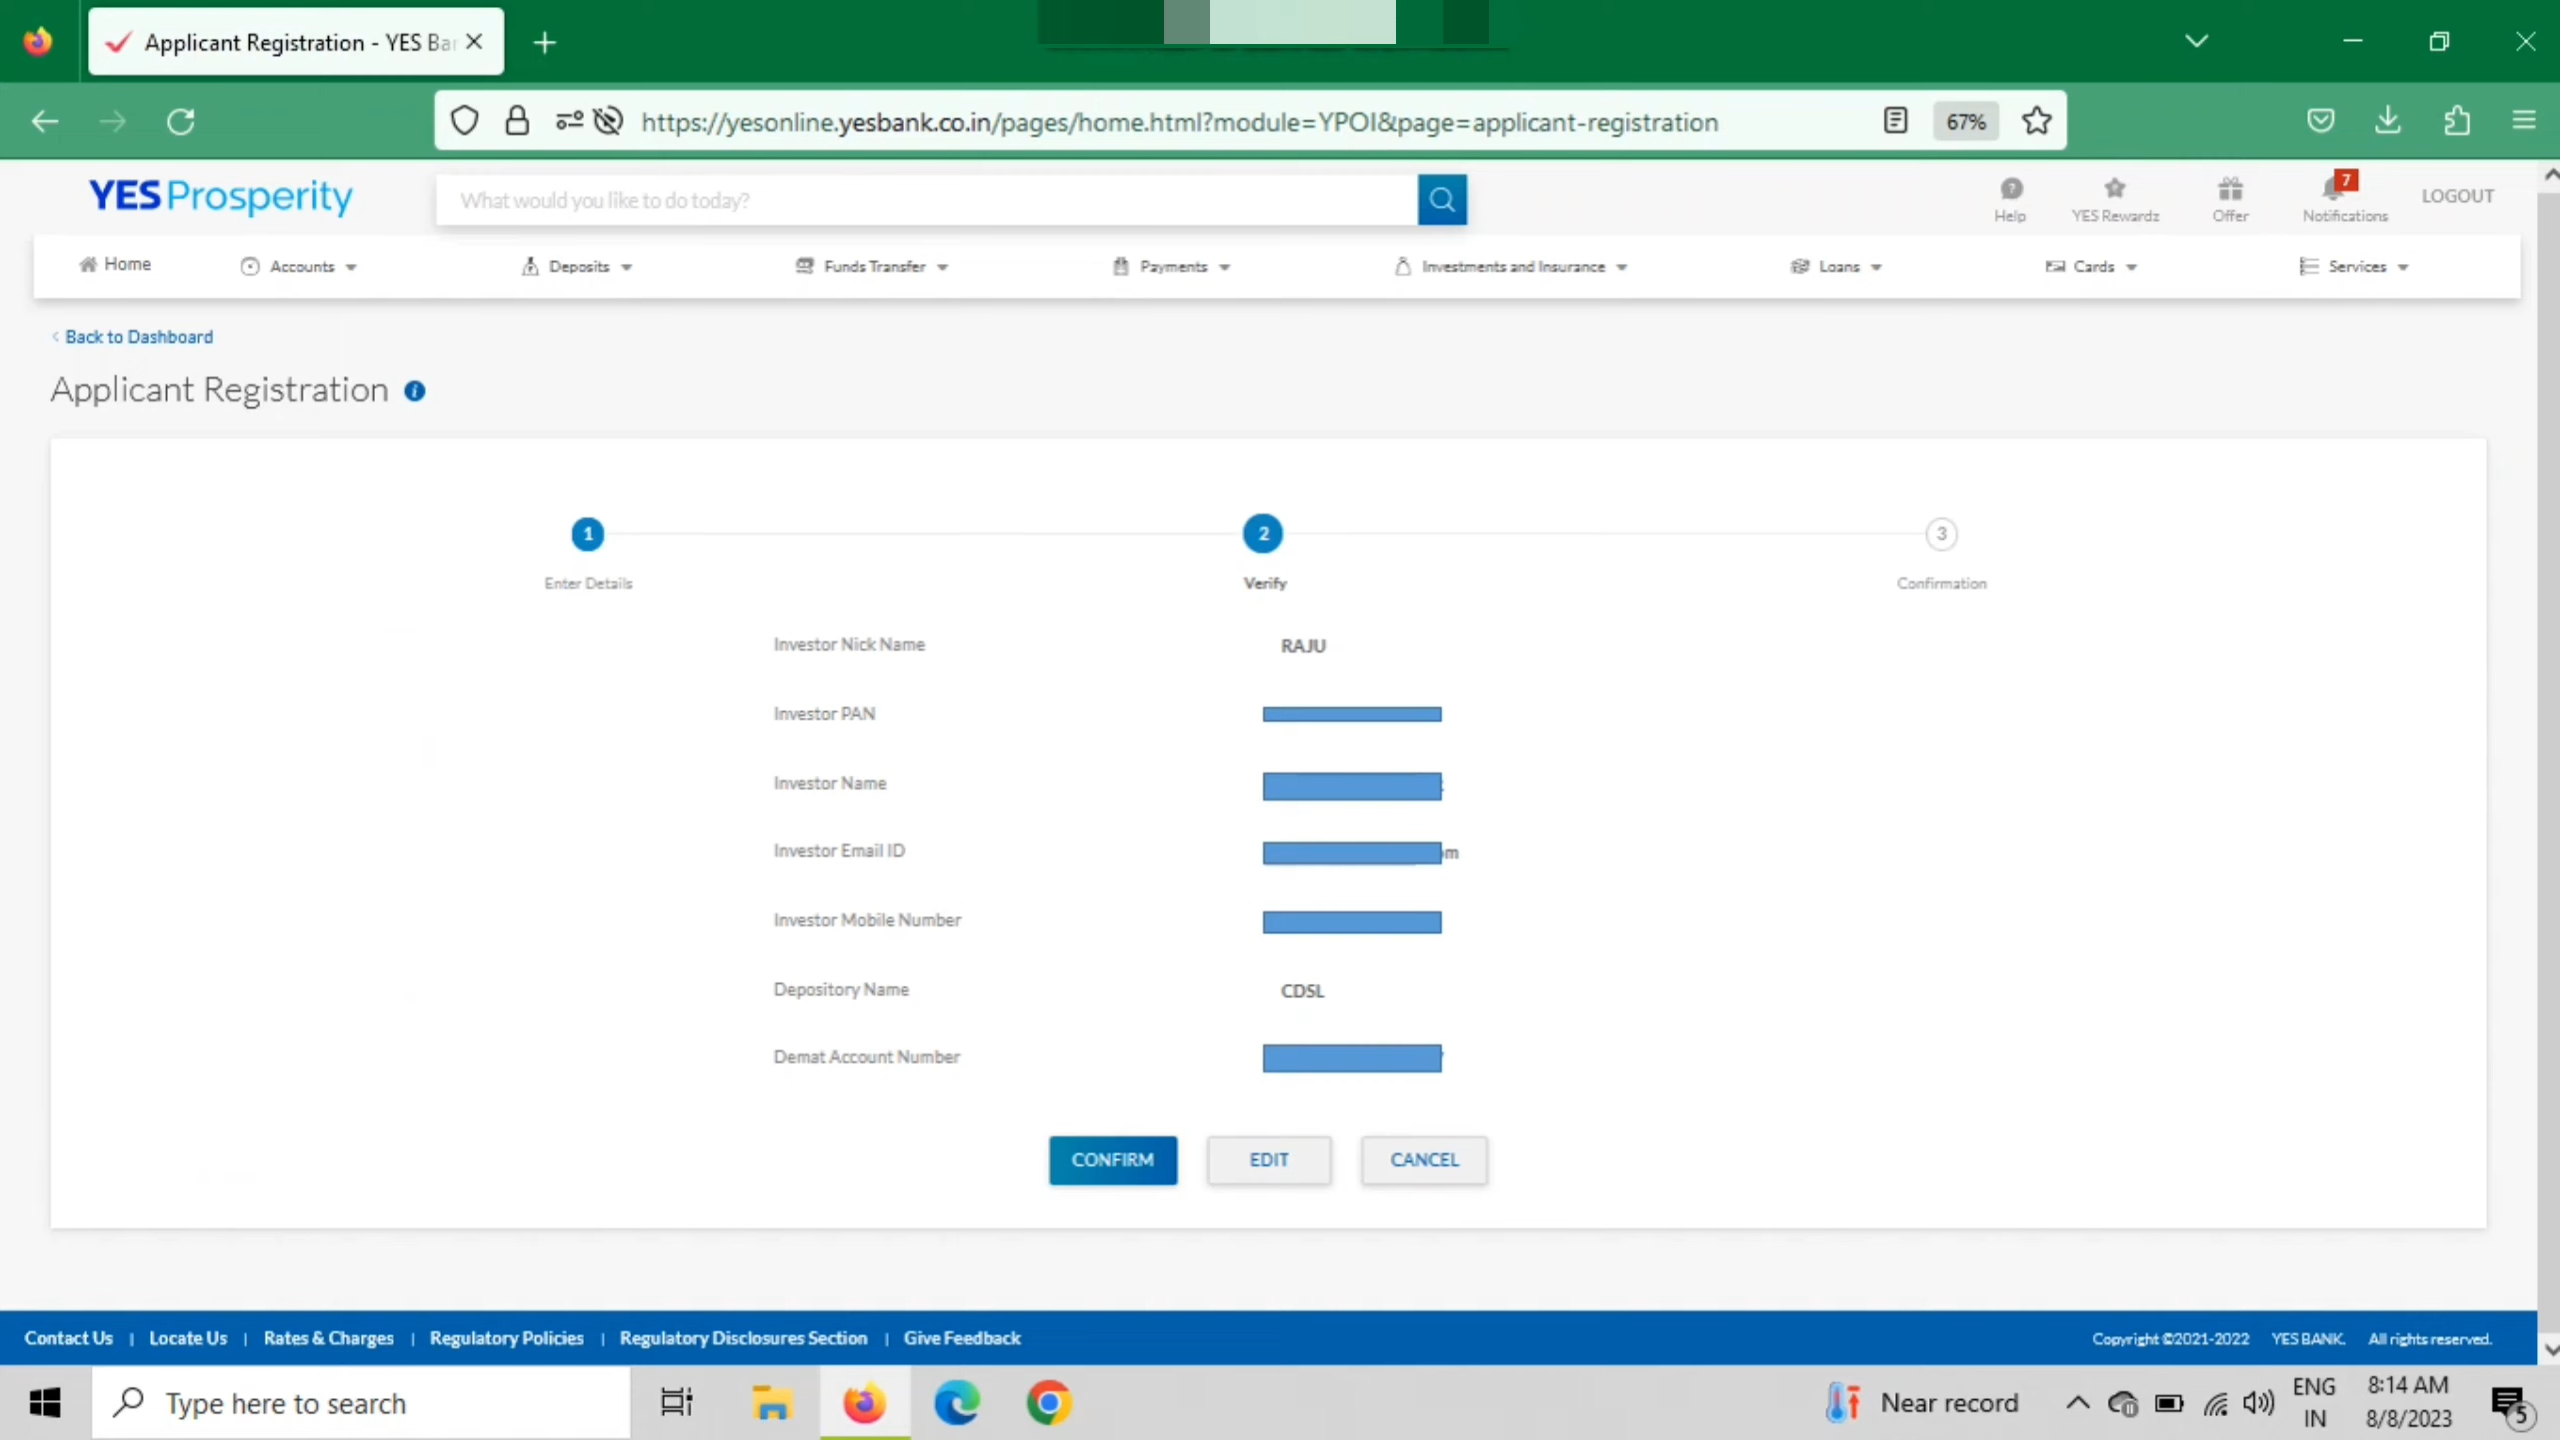 Applicant Registration - YES Ba
https://yesonline.yesbank.co.in/pages/home.html?module=YPOI&page=applicant-registration
67%
YES Prosperity
What would you like to do today?
Help
YES Rewardz
Offer
7
Notifications
LOGOUT
Home
Accounts
Deposits
Funds Transfer
Payments
Investments and Insurance
Loans
Cards
Services
< Back to Dashboard
Applicant Registration
1
2
3
Enter Details
Verify
Confirmation
Investor Nick Name RAJU
Investor PAN
Investor Name
Investor Email ID m
Investor Mobile Number
Depository Name CDSL
Demat Account Number
CONFIRM EDIT CANCEL
Contact Us | Locate Us | Rates & Charges | Regulatory Policies | Regulatory Disclosures Section | Give Feedback
Copyright ©2021-2022 YES BANK. All rights reserved.
Type here to search
Near record
ENG
IN
8:14 AM
8/8/2023
5